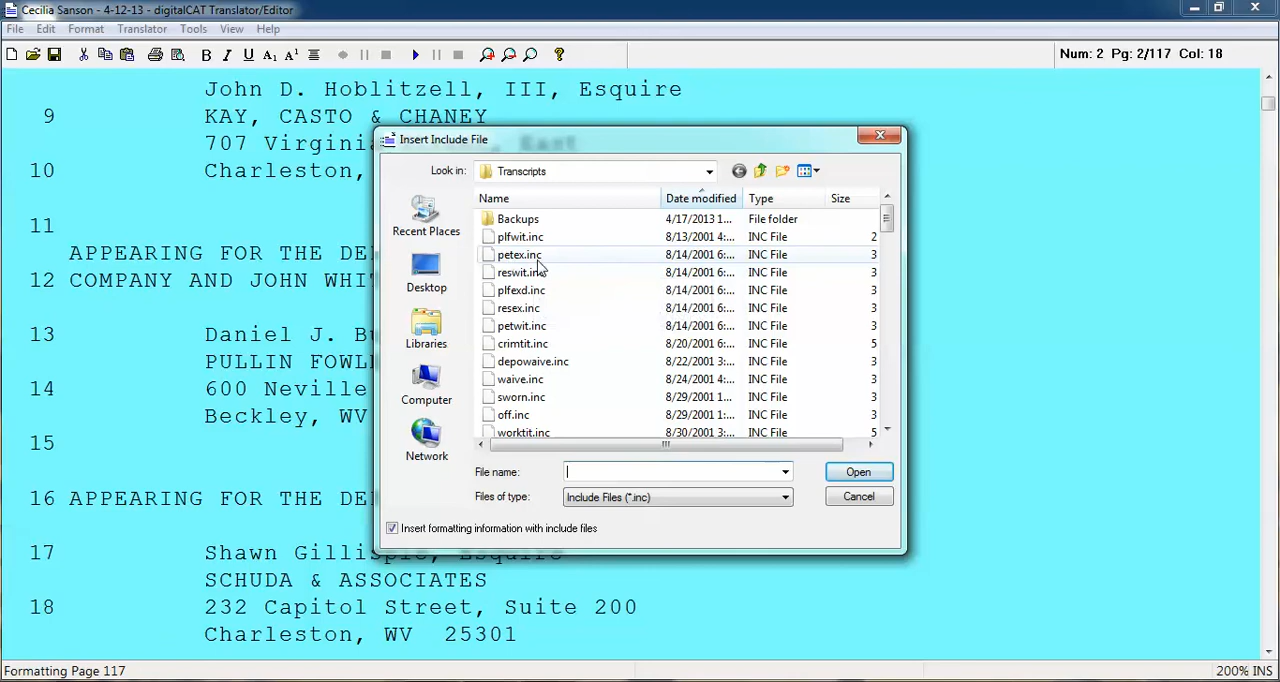 Cecilia Sanson - 4-12-13 - digitalCAT Translator/Editor
File Edit Format Translator Tools View Help
B I U A₁ A¹
Num: 2 Pg: 2/117 Col: 18
John D. Hoblitzell, III, Esquire
9 KAY, CASTO & CHANEY
707 Virginia East
10 Charleston,
11
APPEARING FOR THE DE
12 COMPANY AND JOHN WHIT
13 Daniel J. Bu
PULLIN FOWLE
14 600 Neville
Beckley, WV
15
16 APPEARING FOR THE DE
17 Shawn Gillispie, Esquire
SCHUDA & ASSOCIATES
18 232 Capitol Street, Suite 200
Charleston, WV 25301
Insert Include File
Look in: Transcripts
Name Date modified Type Size
Backups 4/17/2013 1... File folder
plfwit.inc 8/13/2001 4:... INC File 2
petex.inc 8/14/2001 6:... INC File 3
reswit.inc 8/14/2001 6:... INC File 3
plfexd.inc 8/14/2001 6:... INC File 3
resex.inc 8/14/2001 6:... INC File 3
petwit.inc 8/14/2001 6:... INC File 3
crimtit.inc 8/20/2001 6:... INC File 5
depowaive.inc 8/22/2001 3:... INC File 3
waive.inc 8/24/2001 4:... INC File 3
sworn.inc 8/29/2001 1:... INC File 3
off.inc 8/29/2001 1:... INC File 3
worktit.inc 8/30/2001 3:... INC File 5
Recent Places
Desktop
Libraries
Computer
Network
File name: Open
Files of type: Include Files (*.inc) Cancel
Insert formatting information with include files
Formatting Page 117
200% INS